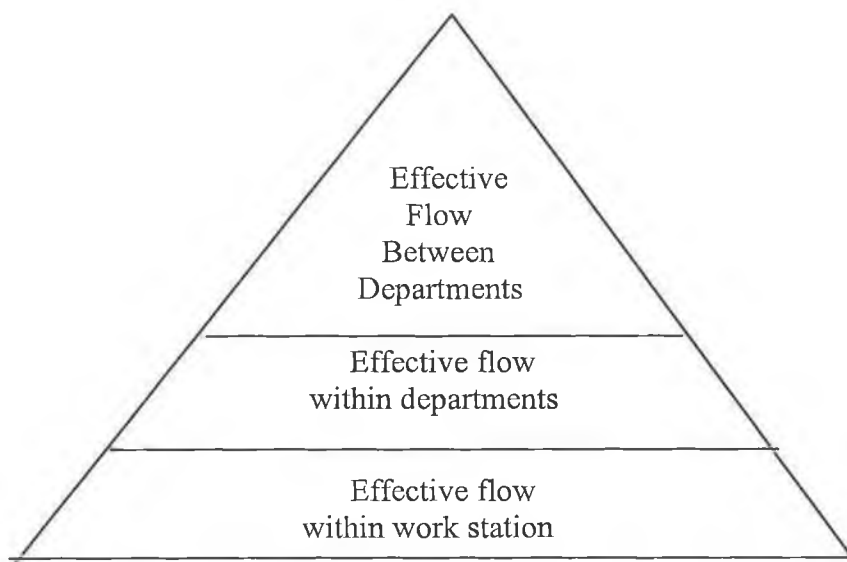 Effective
Flow
Between
Departments
Effective flow
within departments
Effective flow
within work station